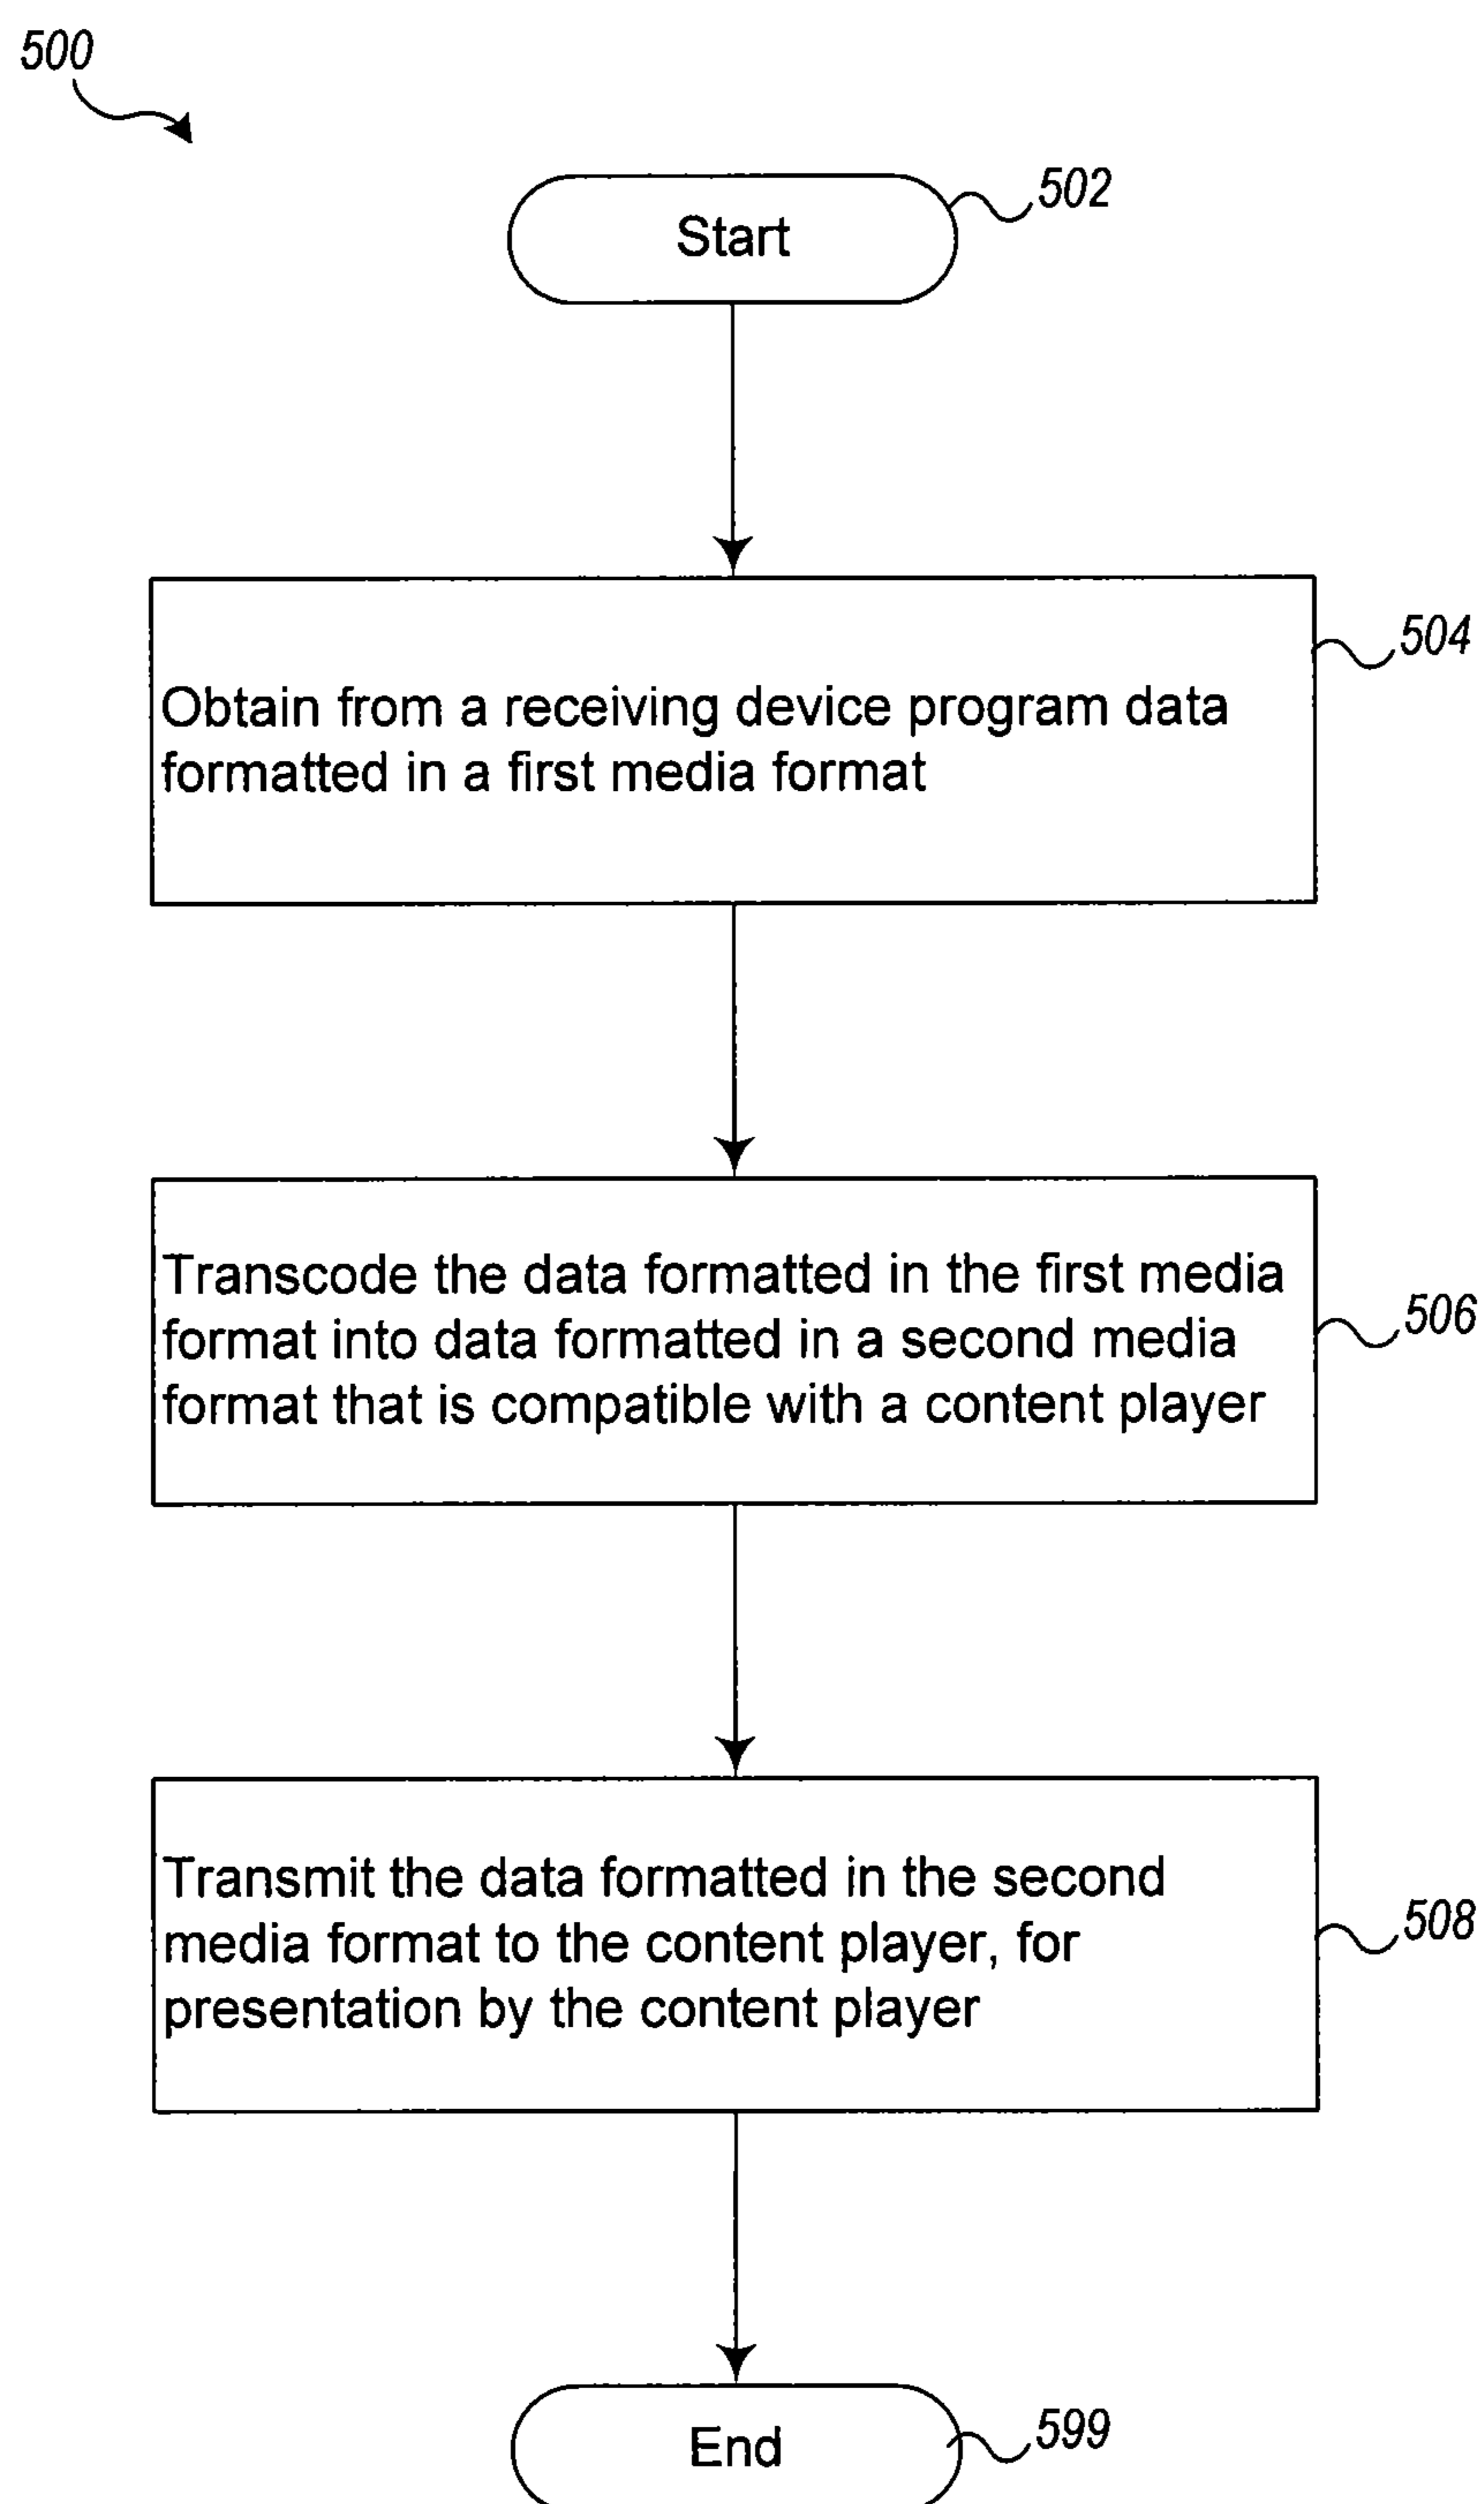 500
502
Start
504
Obtain from a receiving device program data
formatted in a first media format
Transcode the data formatted in the first media
format into data formatted in a second media
format that is compatible with a content player
506
Transmit the data formatted in the second
media format to the content player, for
presentation by the content player
508
End
599